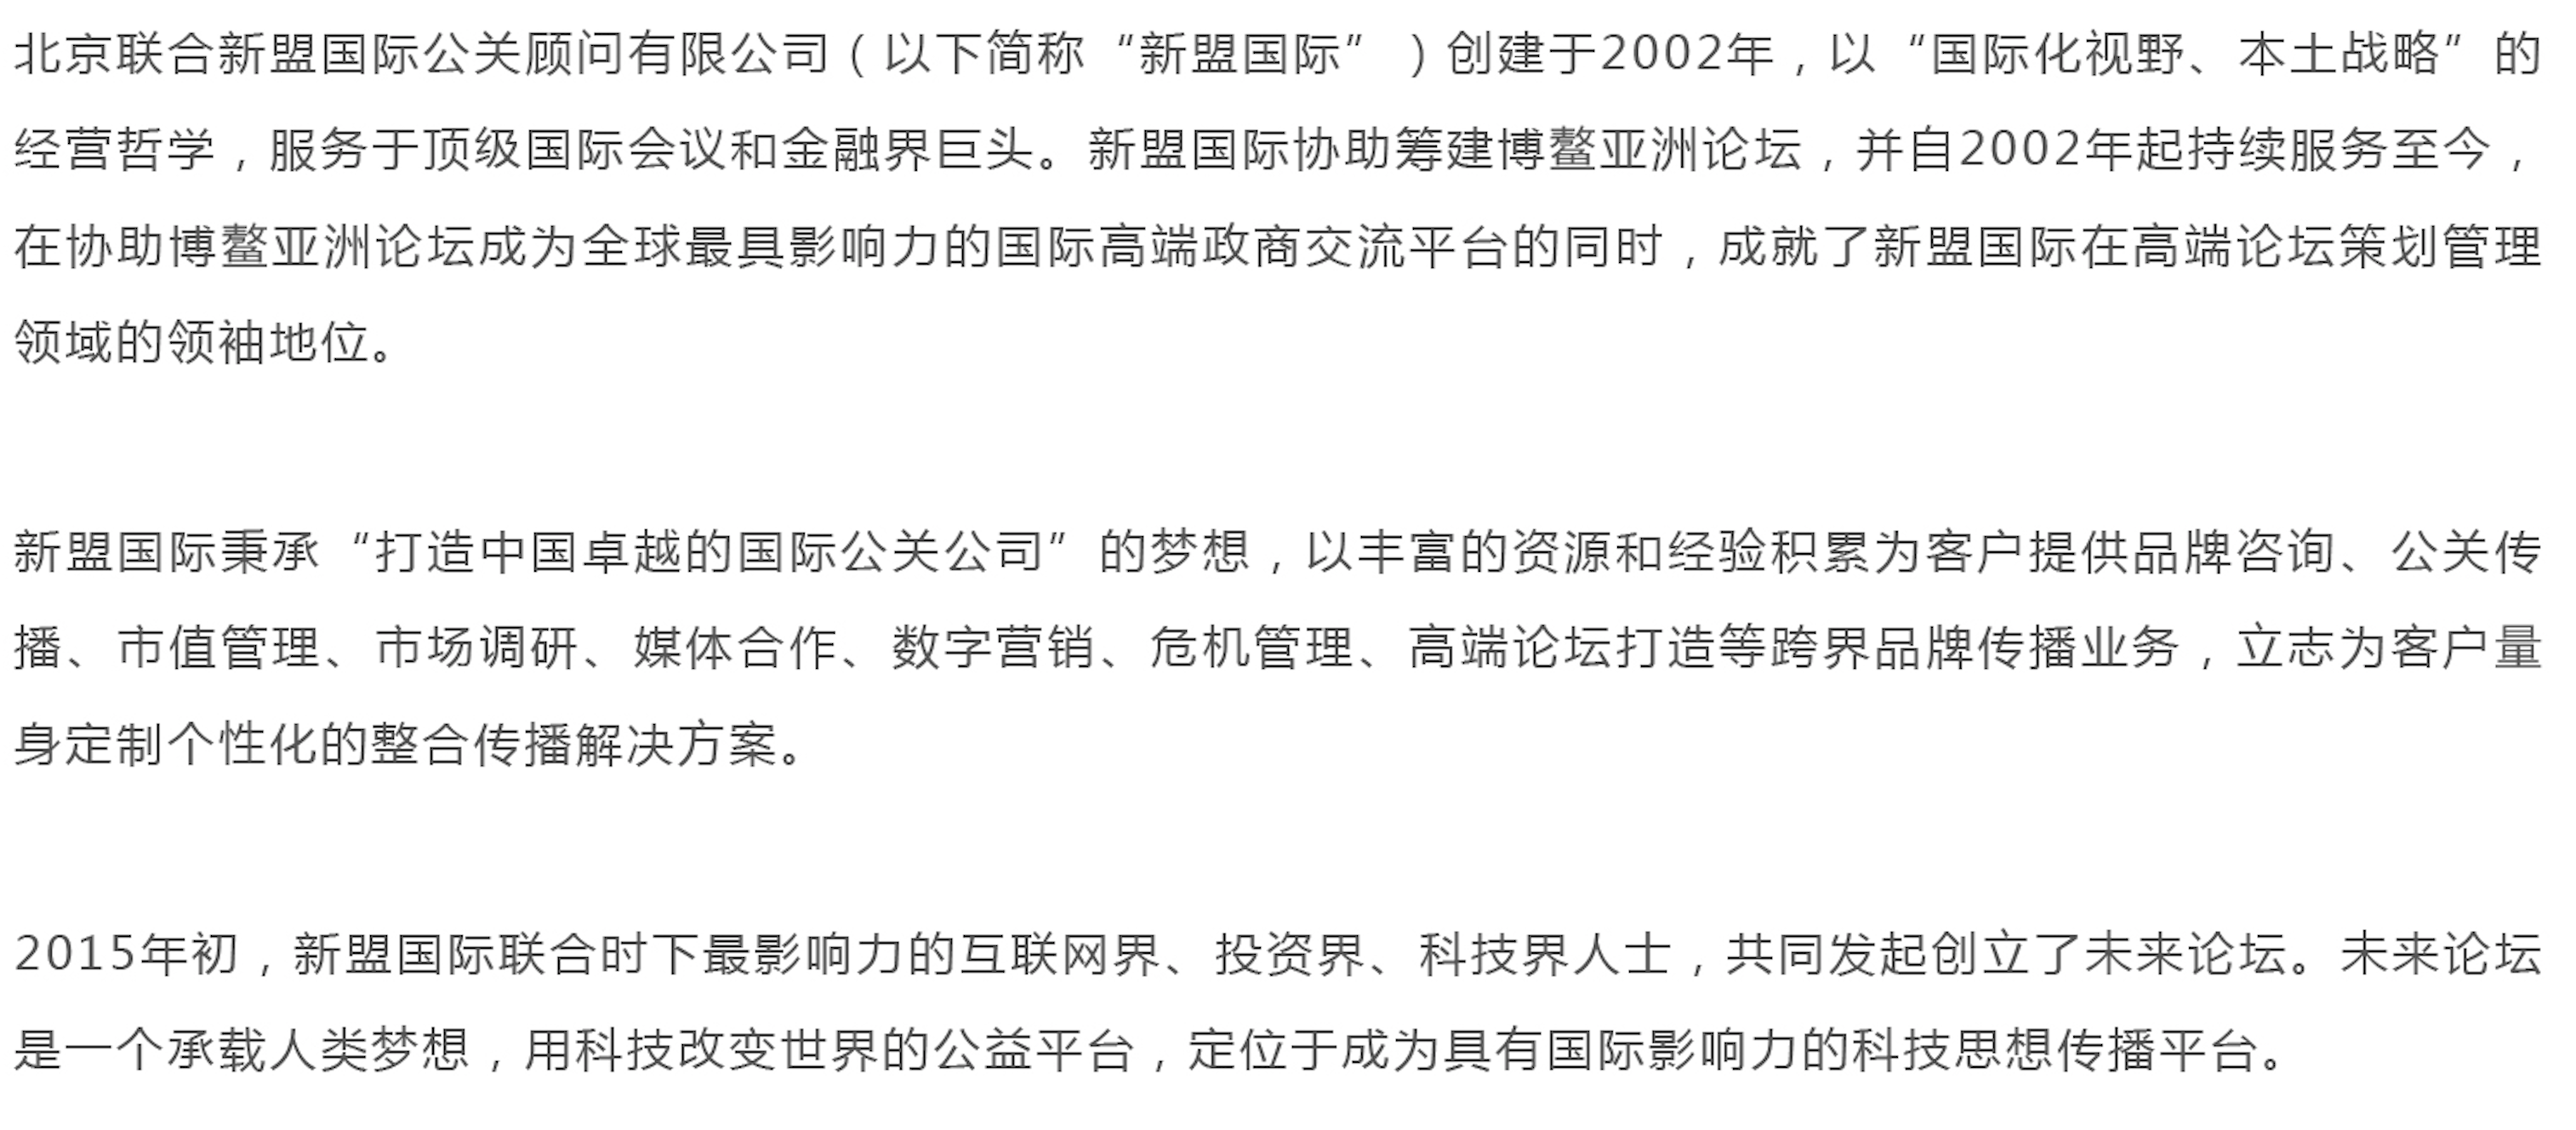 北京联合新盟国际公关顾问有限公司（以下简称“新盟国际”）创建于2002年，以“国际化视野、本土战略”的
经营哲学，服务于顶级国际会议和金融界巨头。新盟国际协助筹建博鳌亚洲论坛，并自2002年起持续服务至今，
在协助博鳌亚洲论坛成为全球最具影响力的国际高端政商交流平台的同时，成就了新盟国际在高端论坛策划管理
领域的领袖地位。
新盟国际秉承“打造中国卓越的国际公关公司”的梦想，以丰富的资源和经验积累为客户提供品牌咨询、公关传
播、市值管理、市场调研、媒体合作、数字营销、危机管理、高端论坛打造等跨界品牌传播业务，立志为客户量
身定制个性化的整合传播解决方案。
2015年初，新盟国际联合时下最影响力的互联网界、投资界、科技界人士，共同发起创立了未来论坛。未来论坛
是一个承载人类梦想，用科技改变世界的公益平台，定位于成为具有国际影响力的科技思想传播平台。